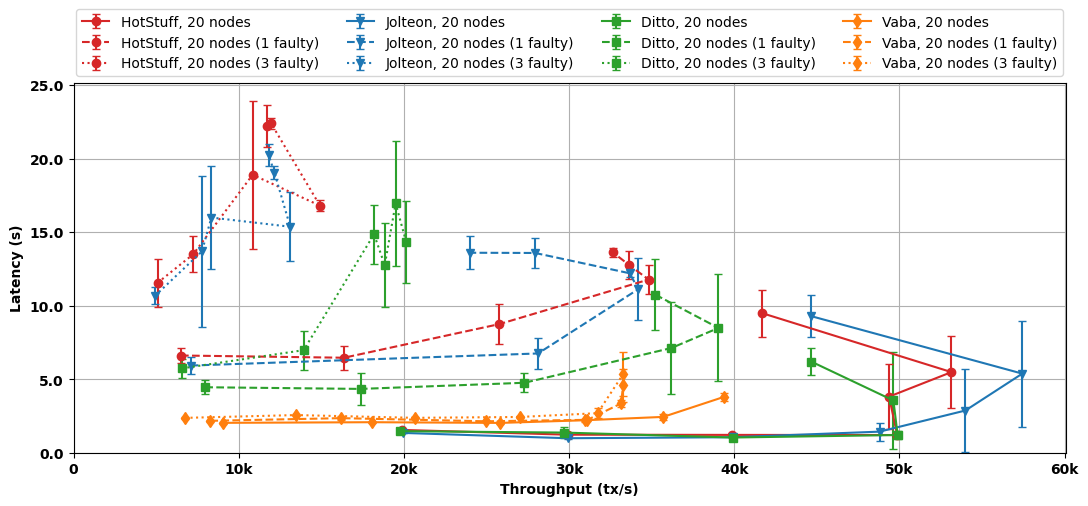 HotStuff, 20 nodes
HotStuff, 20 nodes (1 faulty)
HotStuff, 20 nodes (3 faulty)
Jolteon, 20 nodes
Jolteon, 20 nodes (1 faulty)
Jolteon, 20 nodes (3 faulty)
Ditto, 20 nodes
Ditto, 20 nodes (1 faulty)
Ditto, 20 nodes (3 faulty)
Vaba, 20 nodes
Vaba, 20 nodes (1 faulty)
Vaba, 20 nodes (3 faulty)
Latency (s)
25.0
20.0
15.0
10.0
5.0
0.0
0
10k
20k
30k
40k
50k
60k
Throughput (tx/s)